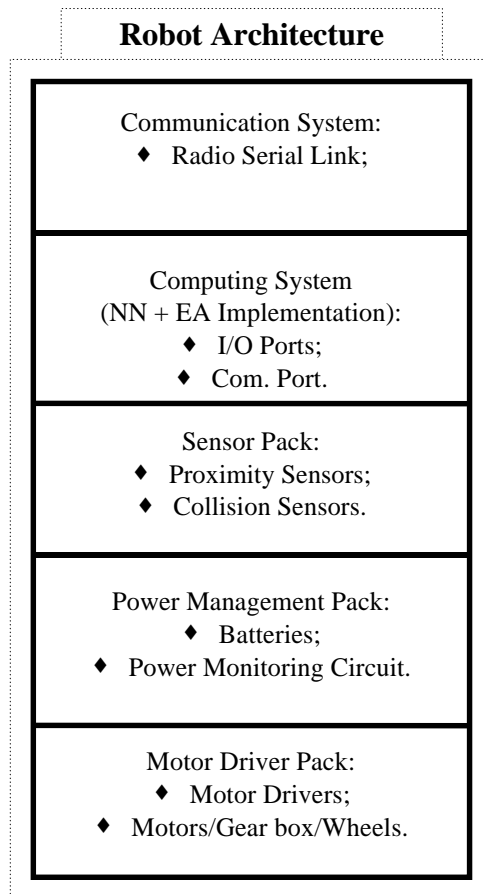 Robot Architecture
Communication System:
♦ Radio Serial Link;
Computing System
(NN + EA Implementation):
♦ I/O Ports;
♦ Com. Port.
Sensor Pack:
♦ Proximity Sensors;
♦ Collision Sensors.
Power Management Pack:
♦ Batteries;
♦ Power Monitoring Circuit.
Motor Driver Pack:
♦ Motor Drivers;
♦ Motors/Gear box/Wheels.